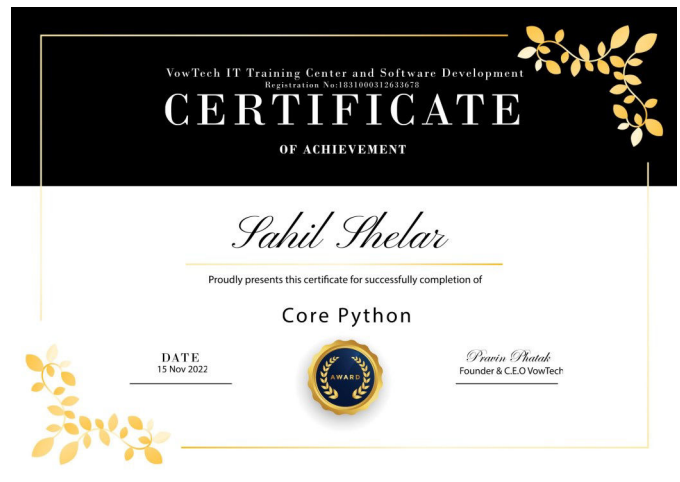 VowTech IT Training Center and Software Development
Registration No:1831000312633678
CERTIFICATE
OF ACHIEVEMENT
Sahil Shelar
Proudly presents this certificate for successfully completion of
Core Python
DATE
15 Nov 2022
AWARD
Pravin Phatak
Founder & C.E.O VowTech